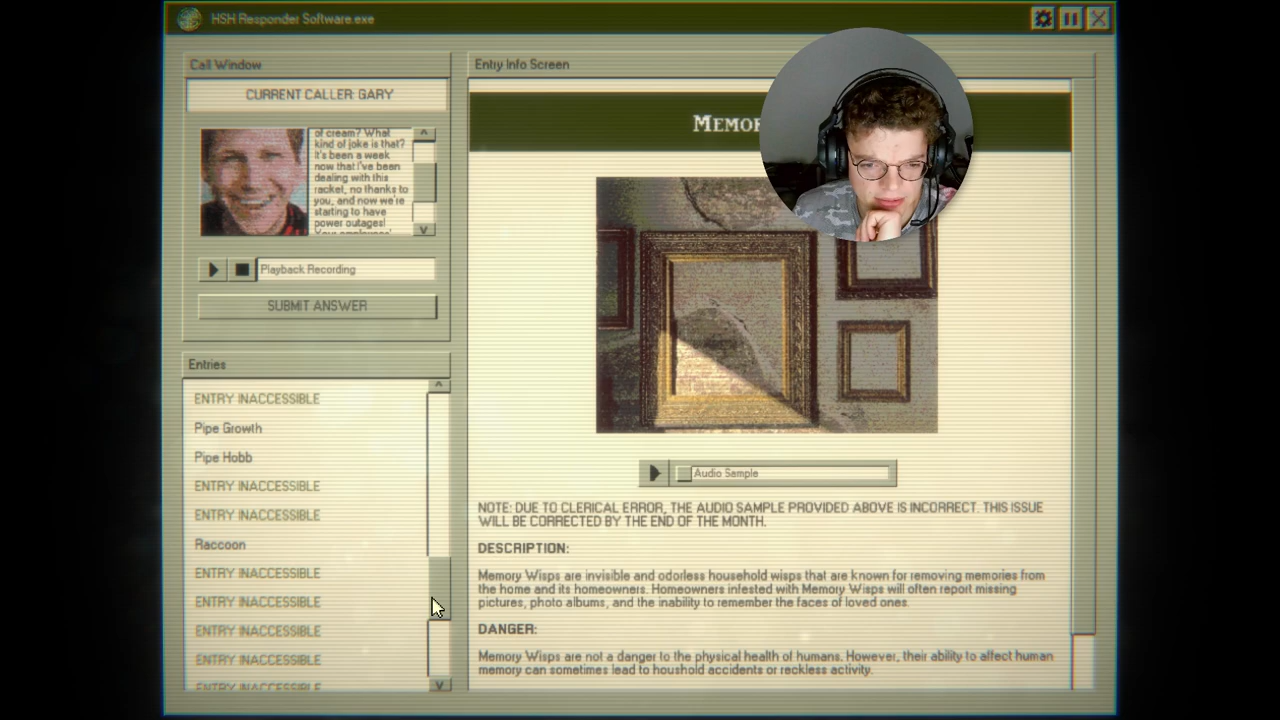 HSH Responder Software.exe
Call Window
CURRENT CALLER: GARY
of cream? What
kind of joke is that?
It's been a week
now that I've been
dealing with this
racket, no thanks to
you, and now we're
starting to have
power outages!
Your employees'
Playback Recording
SUBMIT ANSWER
Entries
ENTRY INACCESSIBLE
Pipe Growth
Pipe Hobb
ENTRY INACCESSIBLE
ENTRY INACCESSIBLE
Raccoon
ENTRY INACCESSIBLE
ENTRY INACCESSIBLE
ENTRY INACCESSIBLE
ENTRY INACCESSIBLE
ENTRY INACCESSIBLE
Entry Info Screen
Audio Sample
NOTE: DUE TO CLERICAL ERROR, THE AUDIO SAMPLE PROVIDED ABOVE IS INCORRECT. THIS ISSUE
WILL BE CORRECTED BY THE END OF THE MONTH.
DESCRIPTION:
Memory Wisps are invisible and odorless household wisps that are known for removing memories from
the home and its homeowners. Homeowners infested with Memory Wisps will often report missing
pictures, photo albums, and the inability to remember the faces of loved ones.
DANGER:
Memory Wisps are not a danger to the physical health of humans. However, their ability to affect human
memory can sometimes lead to houshold accidents or reckless activity.